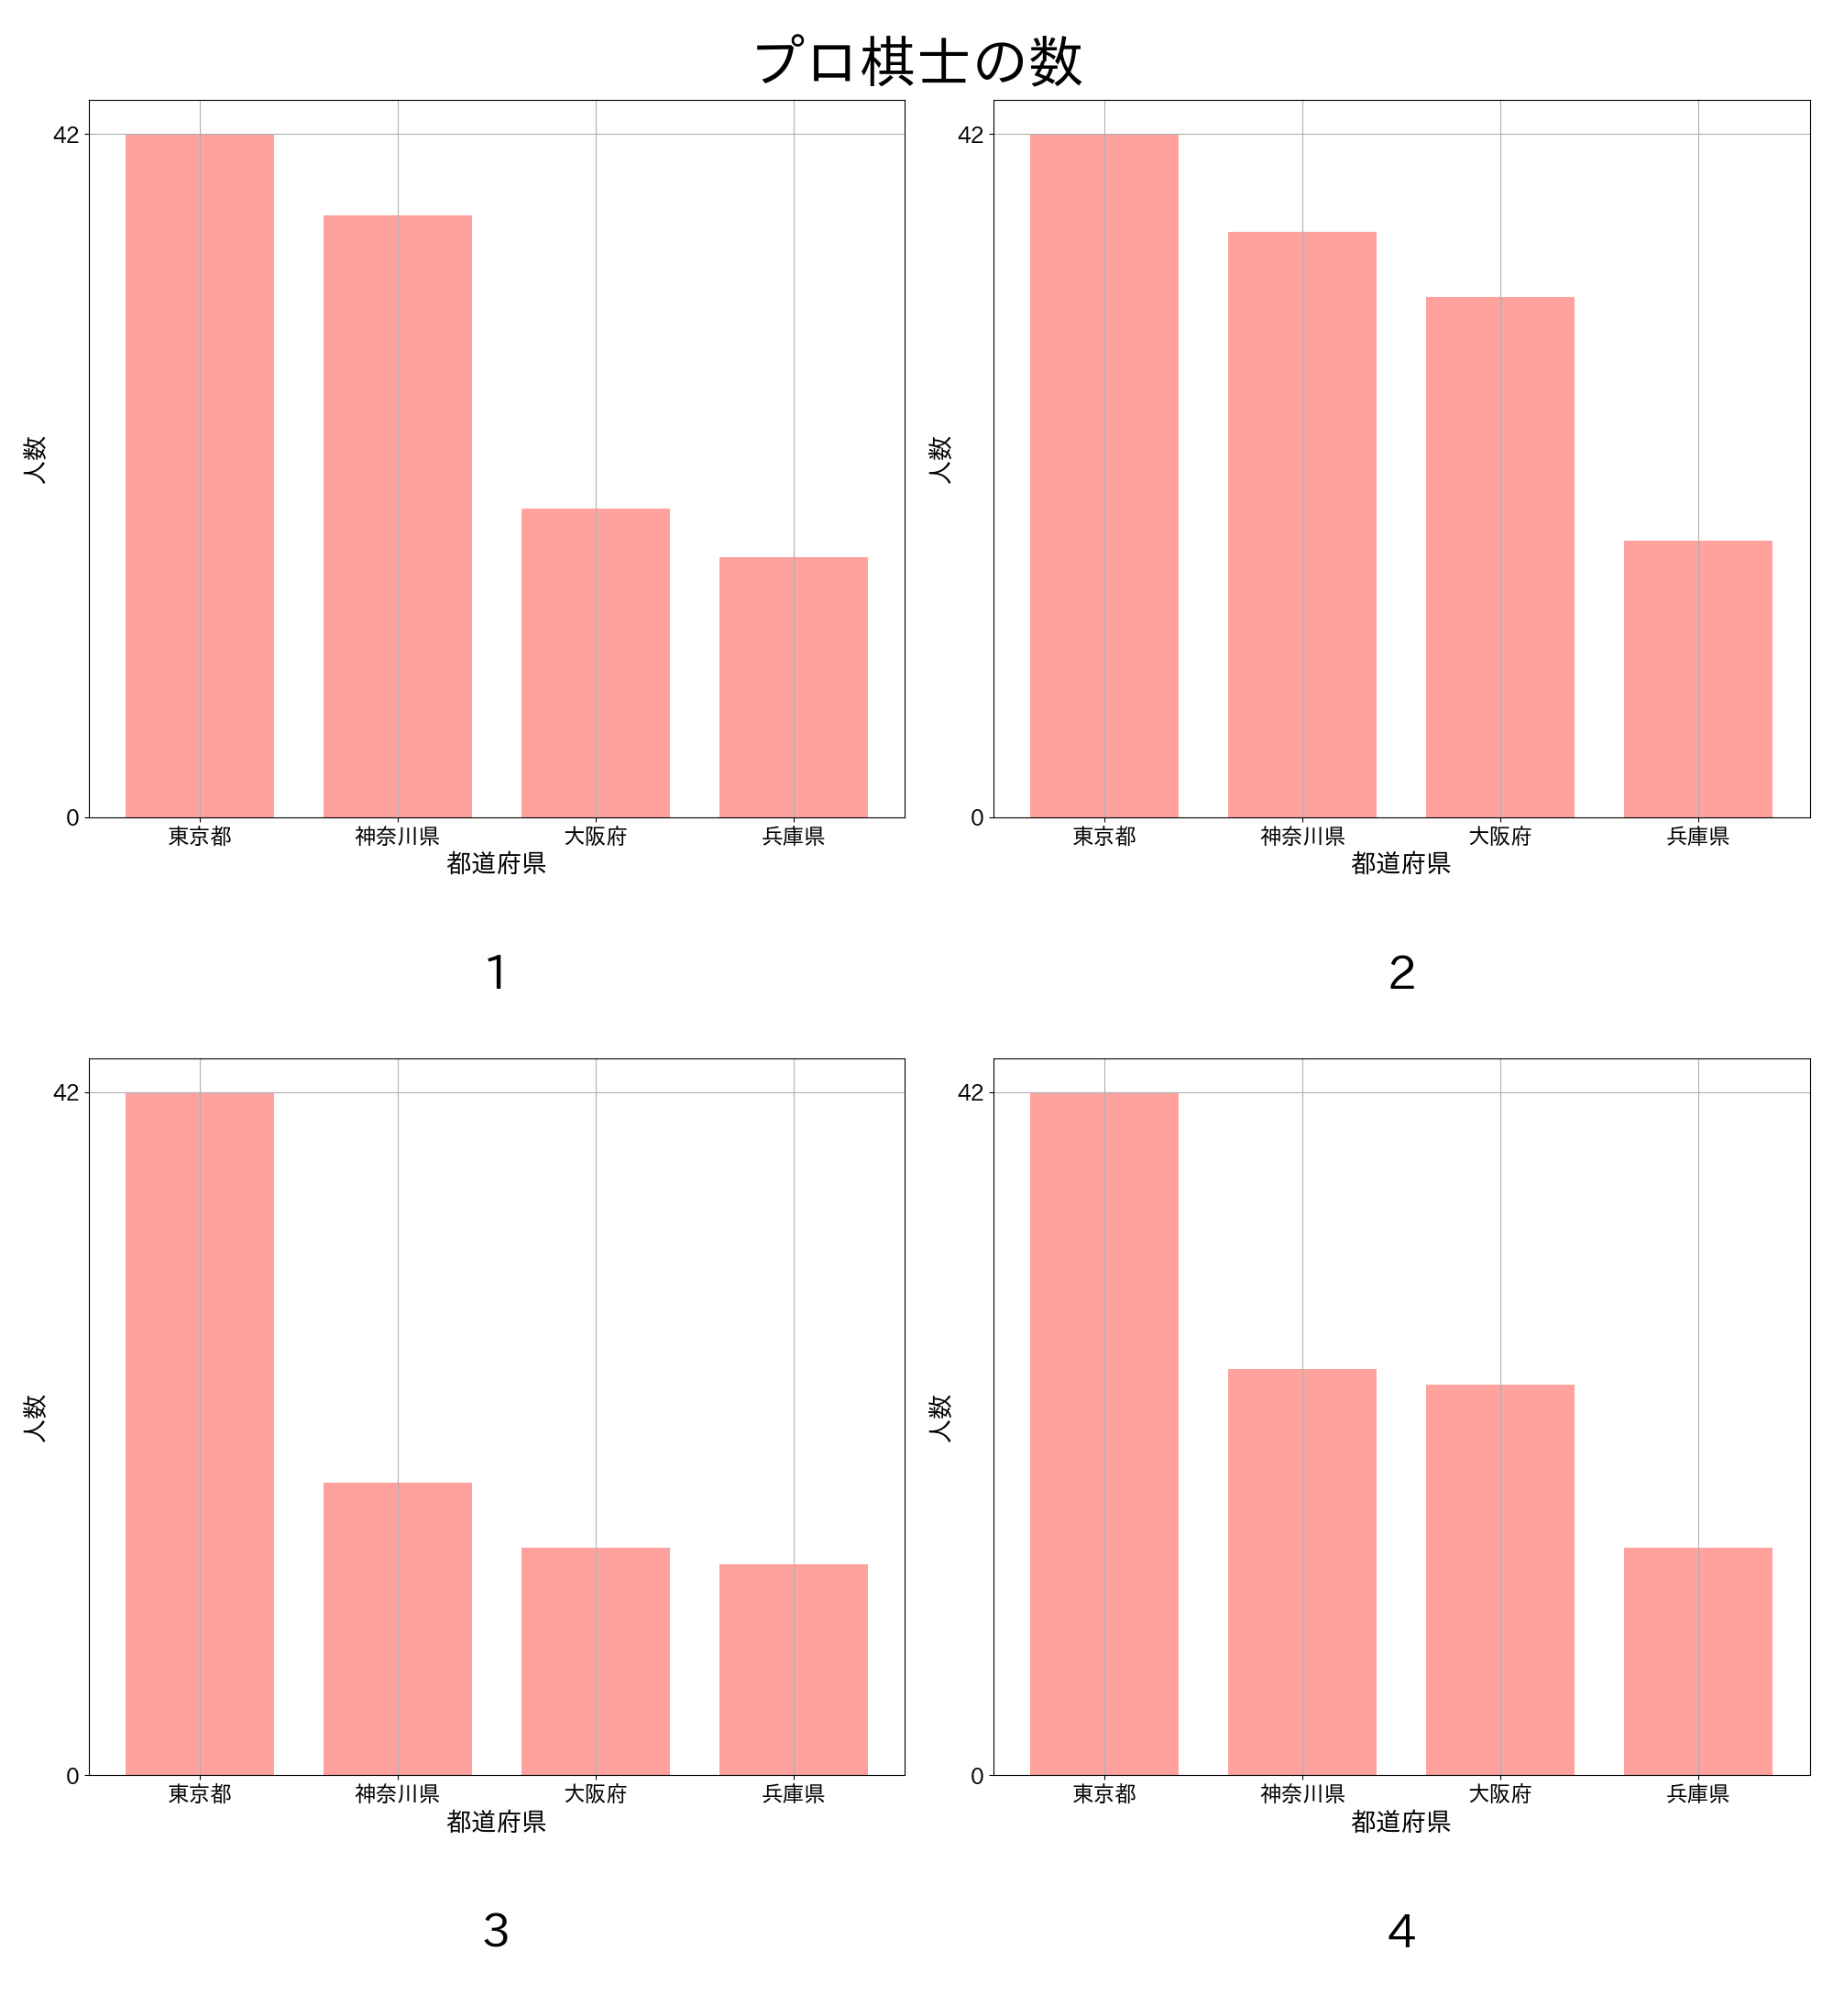 プロ棋士の数
42
0
人数
東京都 神奈川県 大阪府 兵庫県
都道府県
1
42
0
人数
東京都 神奈川県 大阪府 兵庫県
都道府県
2
42
0
人数
東京都 神奈川県 大阪府 兵庫県
都道府県
3
42
0
人数
東京都 神奈川県 大阪府 兵庫県
都道府県
4